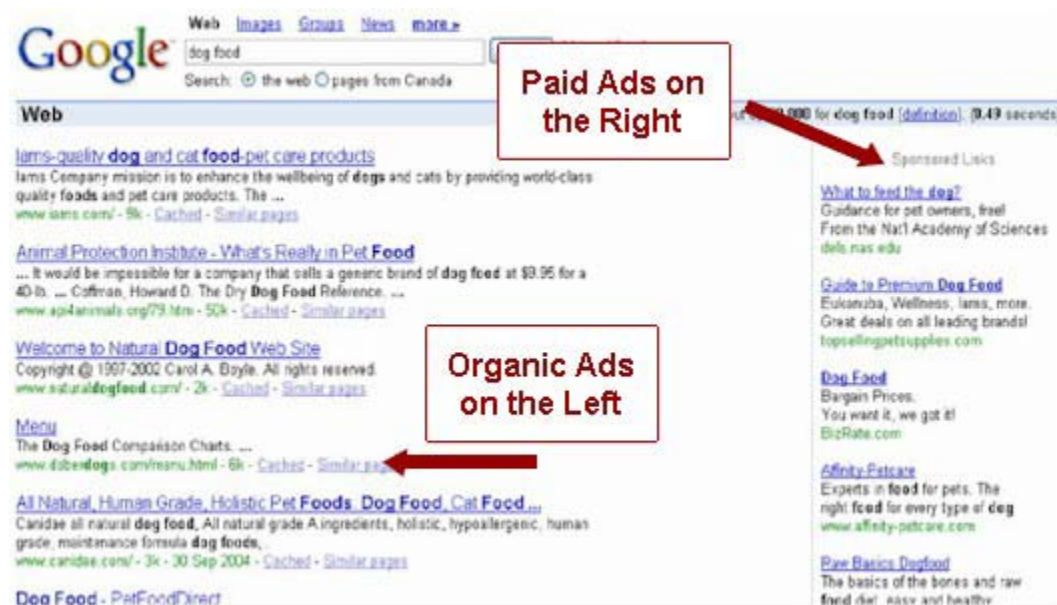 Google
Web Images Groups News more »
dog food
Search: the web pages from Canada
Web
for dog food [definition]. (0.49 seconds
Paid Ads on
the Right
Iams-quality dog and cat food-pet care products
Iams Company mission is to enhance the wellbeing of dogs and cats by providing world-class
quality foods and pet care products. The ...
www.iams.com/ - 9k - Cached - Similar pages
Animal Protection Institute - What's Really in Pet Food
... It would be impossible for a company that sells a generic brand of dog food at $9.95 for a
40-lb. ... Coffman, Howard D. The Dry Dog Food Reference. ...
www.api4animals.org/79.htm - 50k - Cached - Similar pages
Welcome to Natural Dog Food Web Site
Copyright @ 1997-2002 Carol A. Boyle. All rights reserved.
www.naturaldogfood.com/ - 2k - Cached - Similar pages
Organic Ads
on the Left
Menu
The Dog Food Comparison Charts. ...
www.doberdogs.com/menu.html - 6k - Cached - Similar pages
All Natural, Human Grade, Holistic Pet Foods, Dog Food, Cat Food ...
Canidae all natural dog food, All natural grade A ingredients, holistic, hypoallergenic, human
grade, maintenance formula dog foods,
www.canidae.com/ - 3k - 30 Sep 2004 - Cached - Similar pages
Dog Food - PetFoodDirect
Sponsored Links
What to feed the dog?
Guidance for pet owners, free!
From the Nat'l Academy of Sciences
dels.nas.edu
Guide to Premium Dog Food
Eukanuba, Wellness, Iams, more.
Great deals on all leading brands!
topsellingpetsupplies.com
Dog Food
Bargain Prices.
You want it, we got it!
BizRate.com
Affinity-Petcare
Experts in food for pets. The
right food for every type of dog
www.affinity-petcare.com
Raw Basics Dogfood
The basics of the bones and raw
food diet, easy and healthy